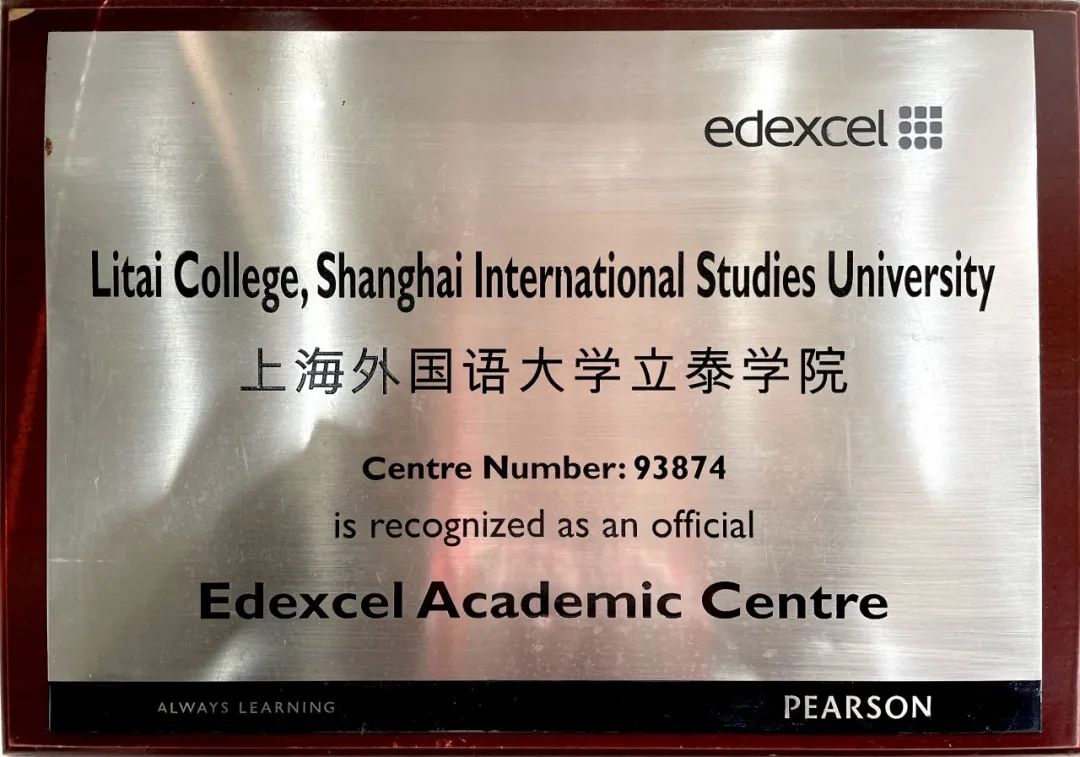 edexcel
Litai College, Shanghai International Studies University
上海外国语大学立泰学院
Centre Number: 93874
is recognized as an official
Edexcel Academic Centre
ALWAYS LEARNING
PEARSON